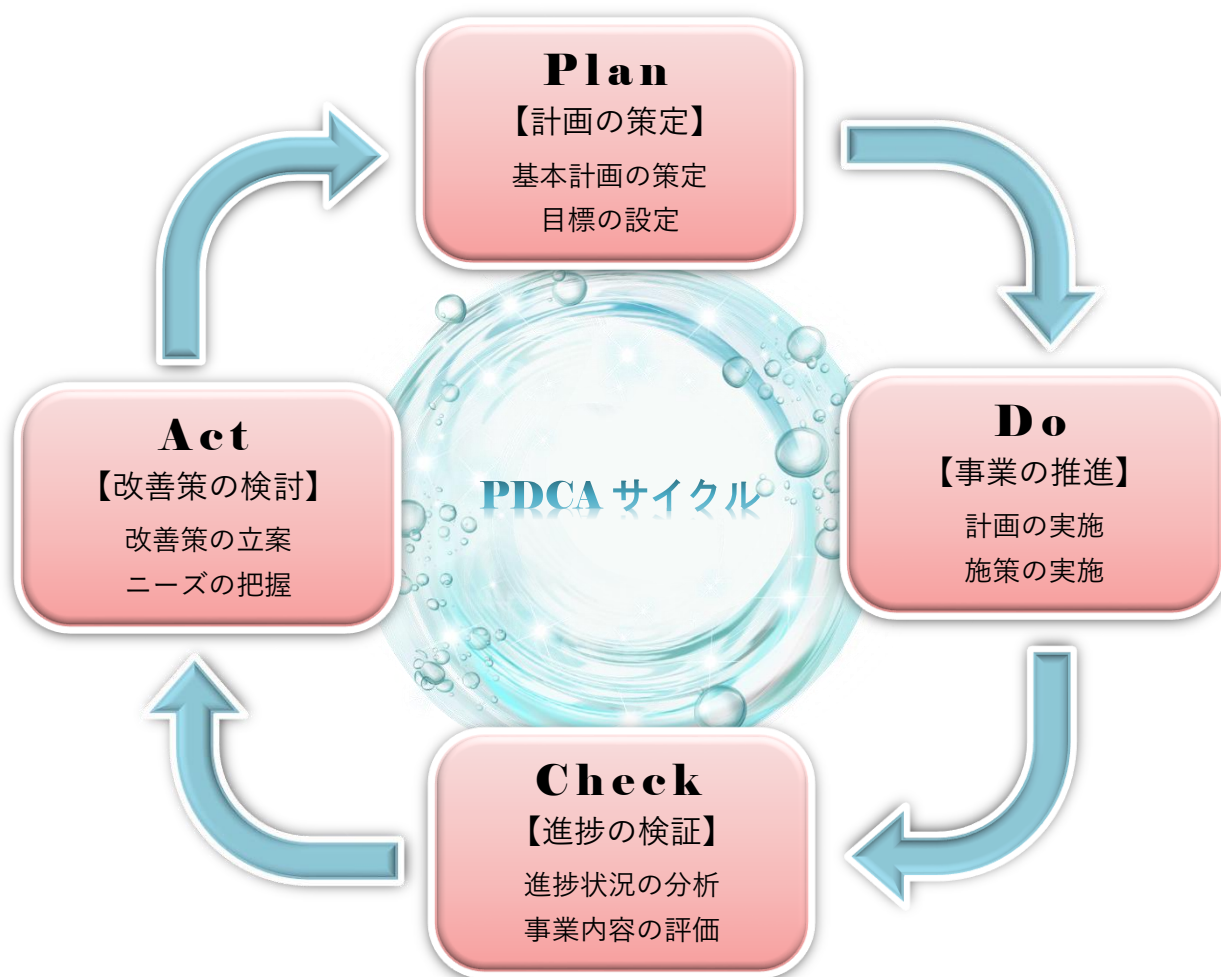 Plan
【計画の策定】
基本計画の策定
目標の設定
Do
【事業の推進】
計画の実施
施策の実施
Check
【進捗の検証】
進捗状況の分析
事業内容の評価
Act
【改善策の検討】
改善策の立案
ニーズの把握
PDCA サイクル